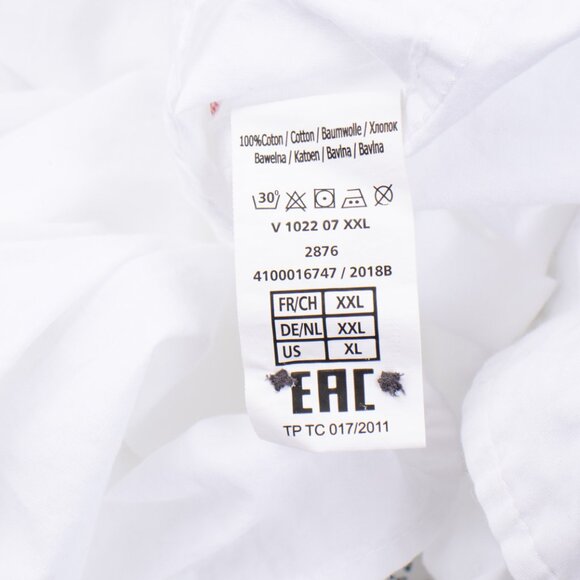 100%Coton / Cotton / Baumwolle / Хлопок
Bawełna / Katoen / Bavlna / Bavlna
30°
V 1022 07 XXL
2876
4100016747 / 2018B
FR/CH XXL
DE/NL XXL
US XL
EAC
TP TC 017/2011